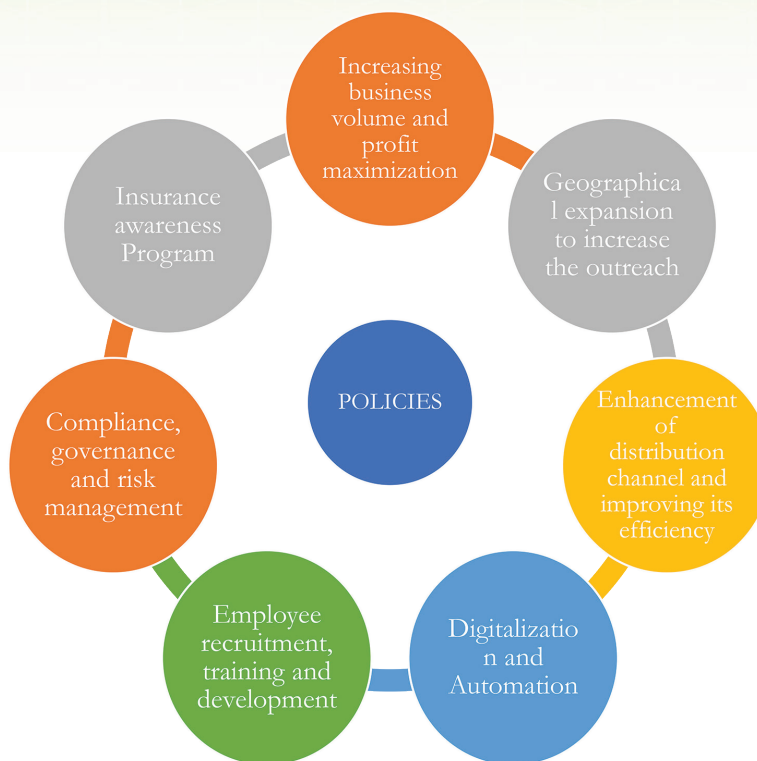 Increasing
business
volume and
profit
maximization
Geographica
l expansion
to increase
the outreach
Enhancement
of
distribution
channel and
improving its
efficiency
Digitalizatio
n and
Automation
Employee
recruitment,
training and
development
Compliance,
governance
and risk
management
Insurance
awareness
Program
POLICIES